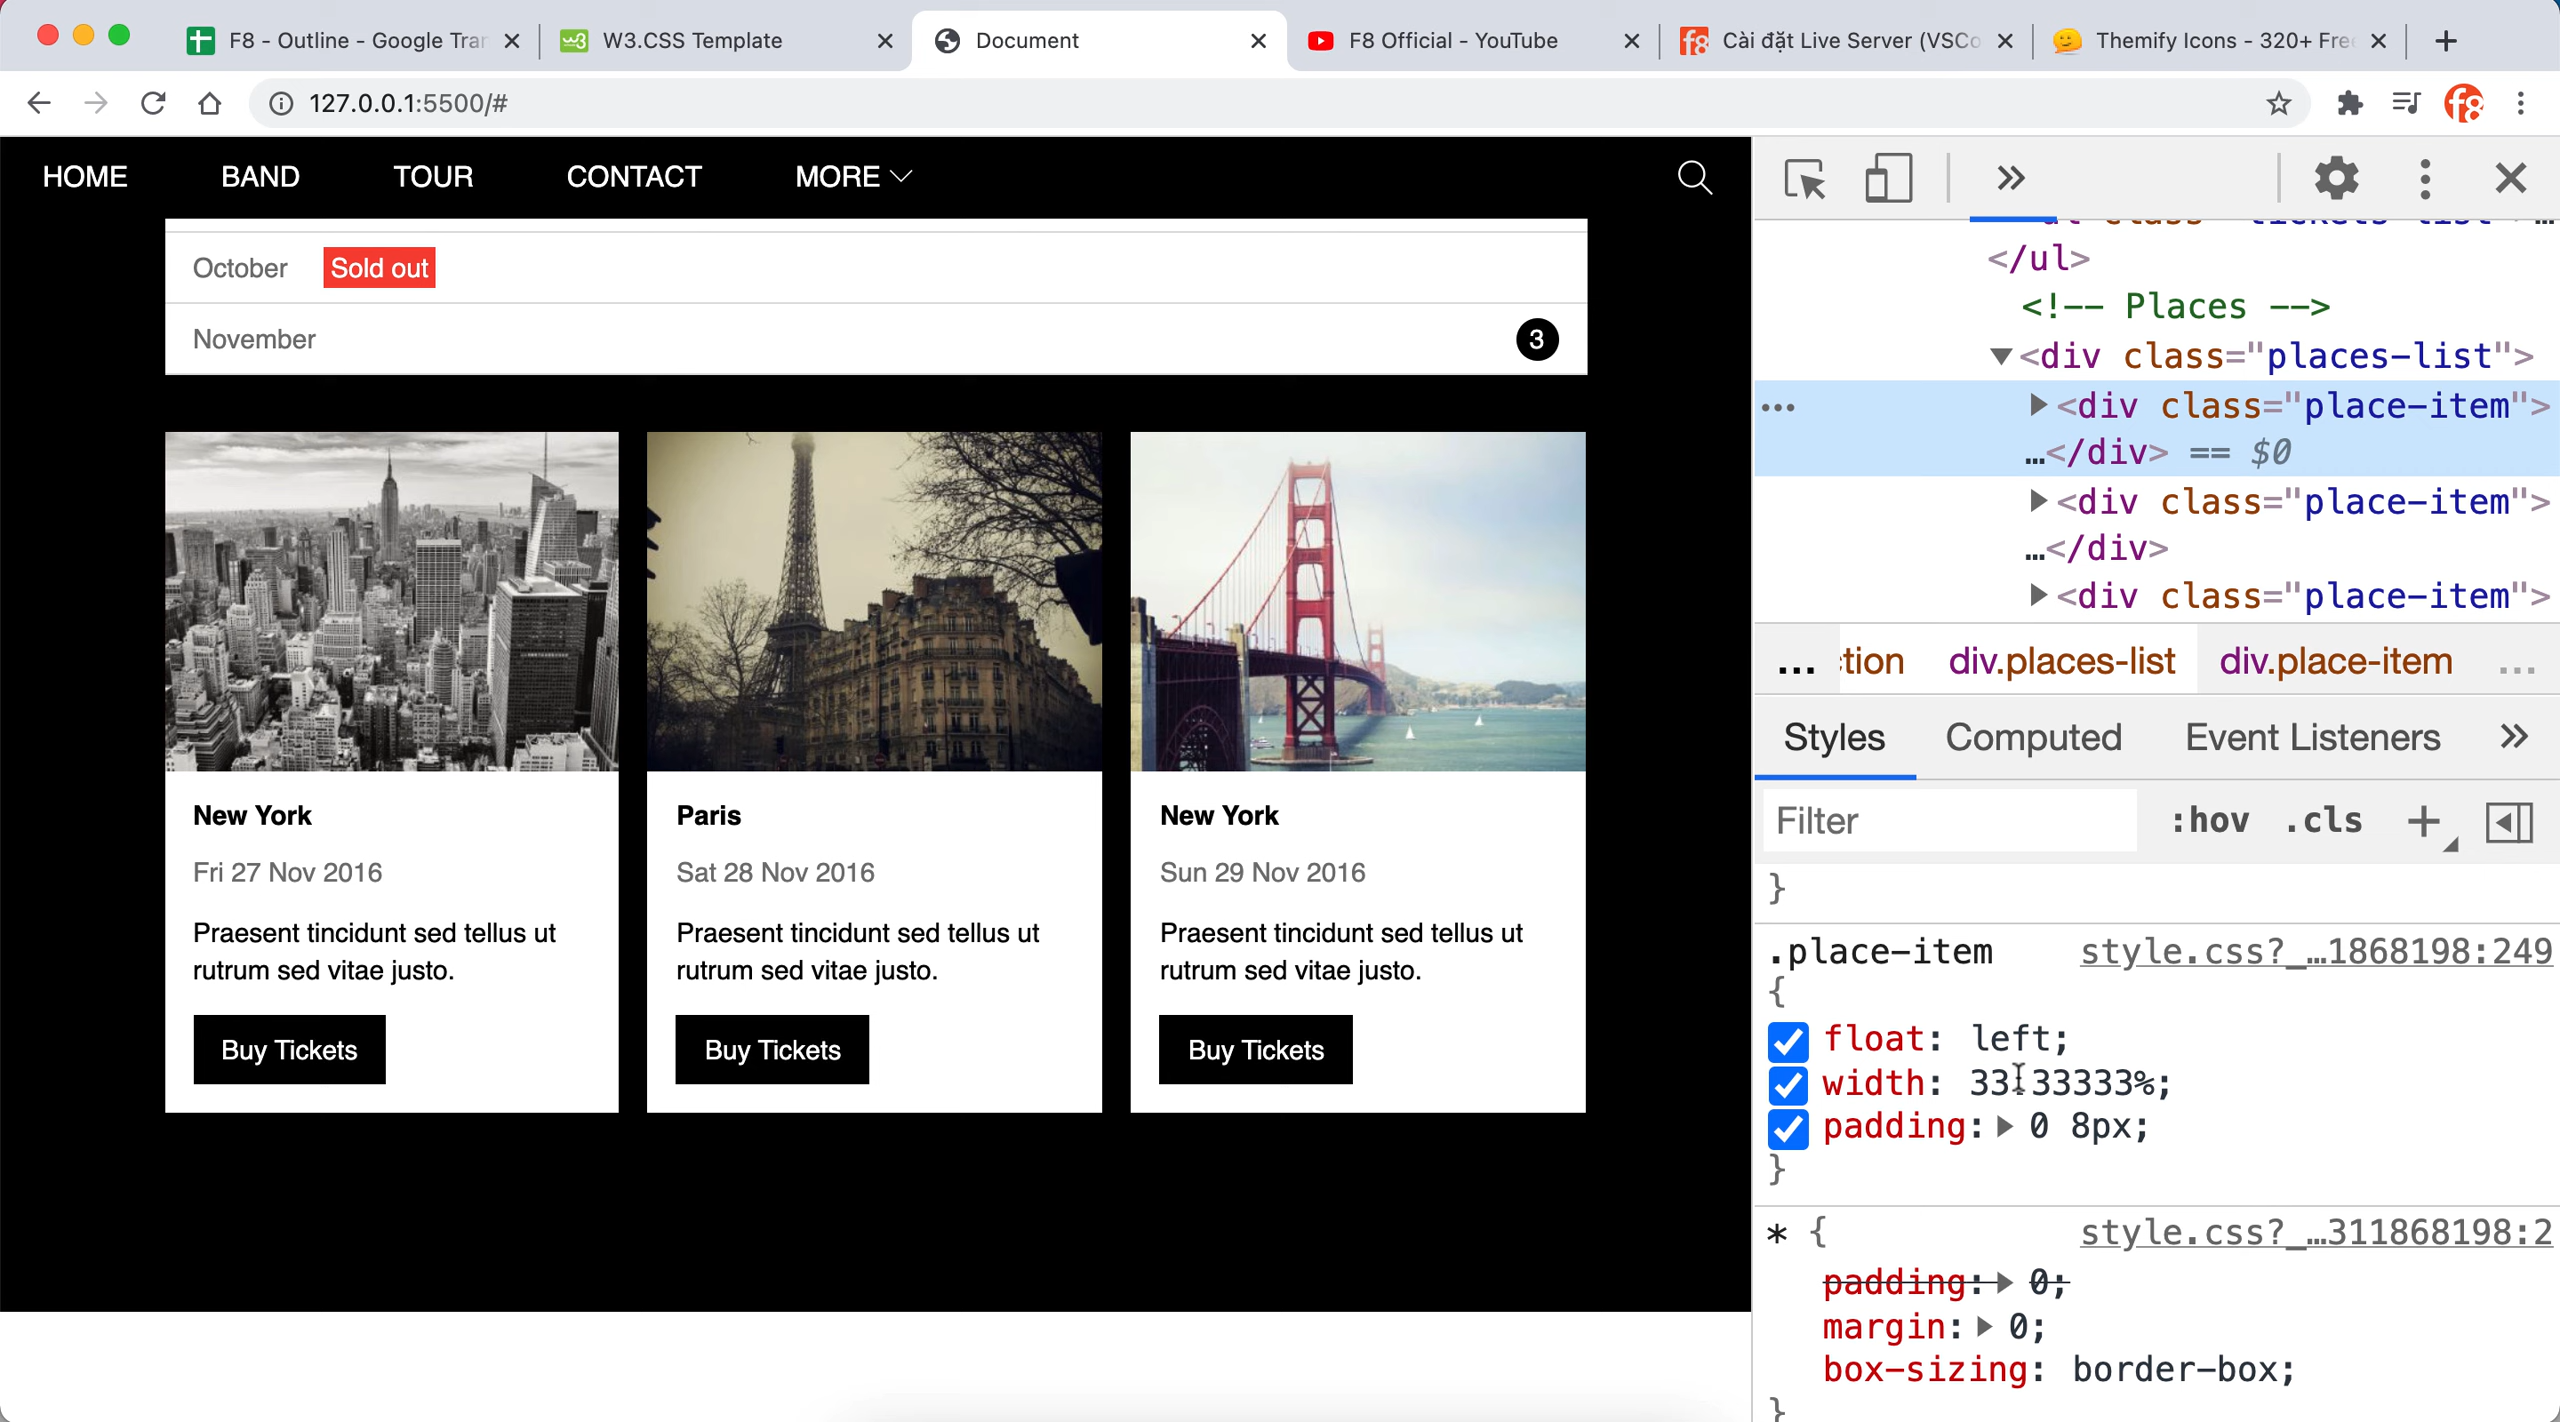 F8 - Outline - Google Tran
W3.CSS Template
Document
F8 Official - YouTube
Cài đặt Live Server (VSCo
Themify Icons - 320+ Free
127.0.0.1:5500/#
HOME
BAND
TOUR
CONTACT
MORE
October
Sold out
November
3
New York
Fri 27 Nov 2016
Praesent tincidunt sed tellus ut
rutrum sed vitae justo.
Buy Tickets
Paris
Sat 28 Nov 2016
Praesent tincidunt sed tellus ut
rutrum sed vitae justo.
Buy Tickets
New York
Sun 29 Nov 2016
Praesent tincidunt sed tellus ut
rutrum sed vitae justo.
Buy Tickets
</ul>
<!-- Places -->
<div class="places-list">
<div class="place-item">
…</div> == $0
<div class="place-item">
…</div>
<div class="place-item">
... tion div.places-list div.place-item ...
Styles Computed Event Listeners
Filter :hov .cls
}
.place-item style.css?_…1868198:249
{
float: left;
width: 33.33333%;
padding: 0 8px;
}
* { style.css?_…311868198:2
padding: 0;
margin: 0;
box-sizing: border-box;
}